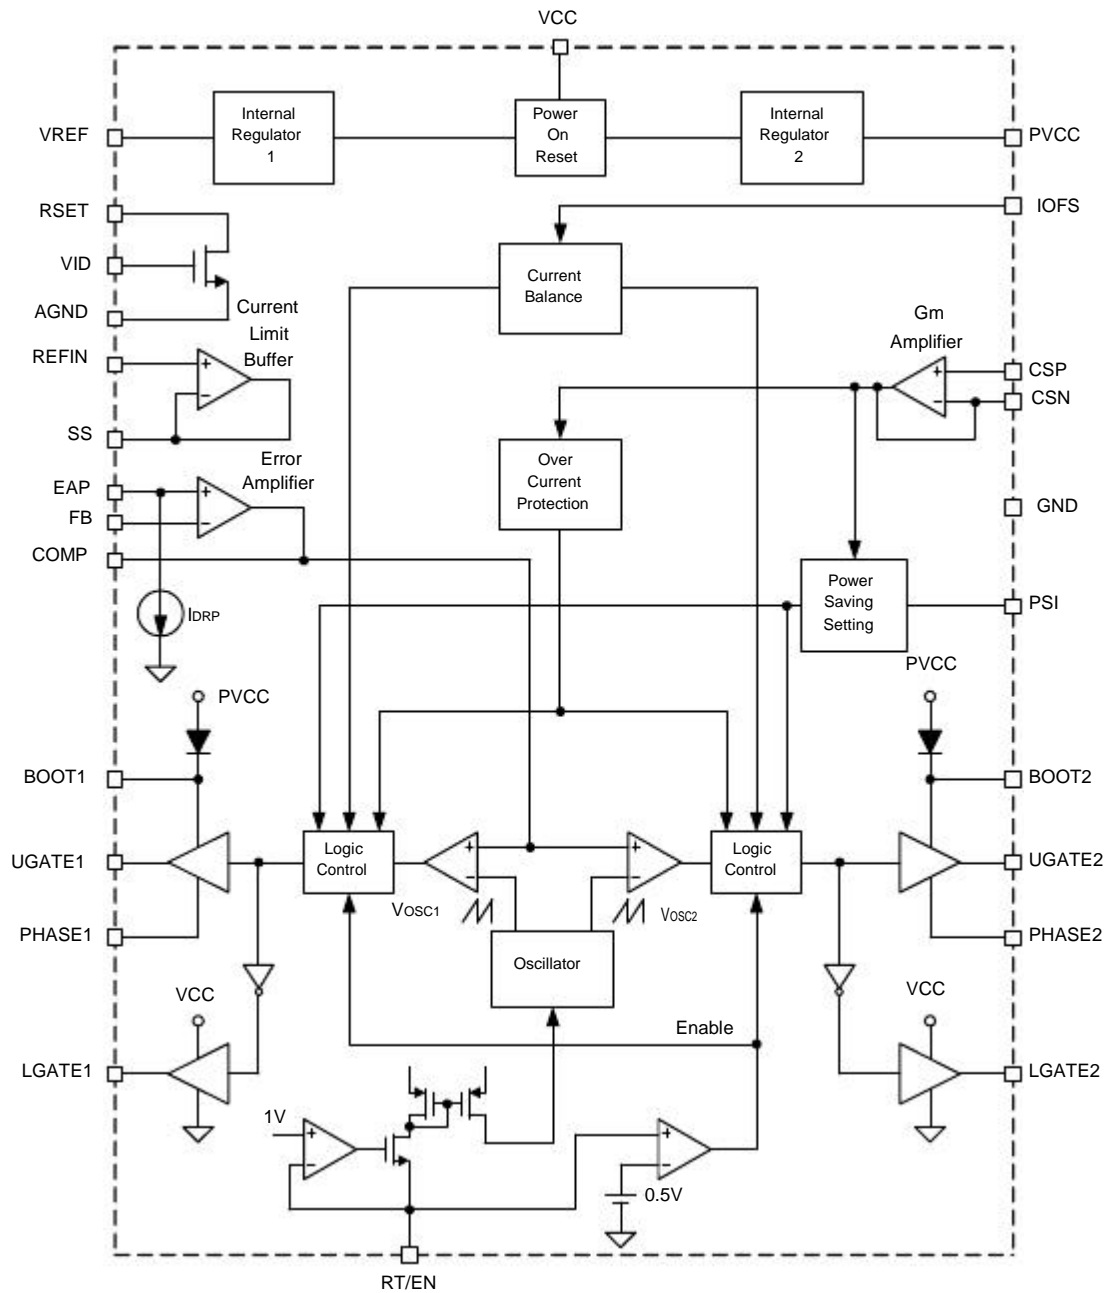 VCC
VREF
Internal
Regulator
1
Power
On
Reset
Internal
Regulator
2
PVCC
RSET
IOFS
VID
Current
Balance
AGND
Current
Limit
Buffer
Gm
Amplifier
REFIN
+
-
+
-
CSP
CSN
SS
Error
Amplifier
Over
Current
Protection
EAP
FB
+
-
GND
COMP
IDRP
Power
Saving
Setting
PSI
PVCC
PVCC
BOOT1
BOOT2
UGATE1
Logic
Control
+
-
+
-
Logic
Control
UGATE2
VOSC1
VOSC2
PHASE1
PHASE2
Oscillator
VCC
VCC
Enable
LGATE1
LGATE2
1V
+
-
+
-
0.5V
RT/EN